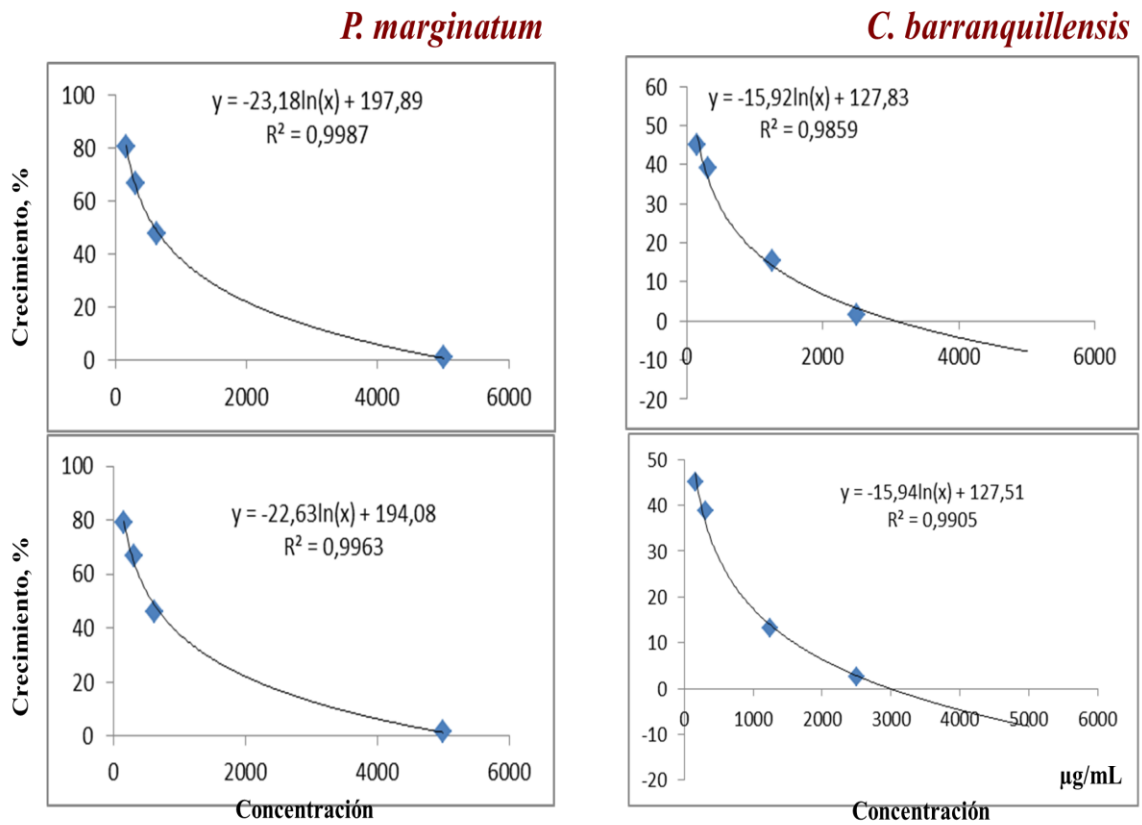 P. marginatum
C. barranquillensis
Crecimiento, %
100
80
60
40
20
0
y = -23,18ln(x) + 197,89
R² = 0,9987
0 2000 4000 6000
60
50
40
30
20
10
0
-10
-20
y = -15,92ln(x) + 127,83
R² = 0,9859
0 2000 4000 6000
Crecimiento, %
100
80
60
40
20
0
y = -22,63ln(x) + 194,08
R² = 0,9963
0 2000 4000 6000
Concentración
50
40
30
20
10
0
-10
-20
y = -15,94ln(x) + 127,51
R² = 0,9905
0 1000 2000 3000 4000 5000 6000
µg/mL
Concentración